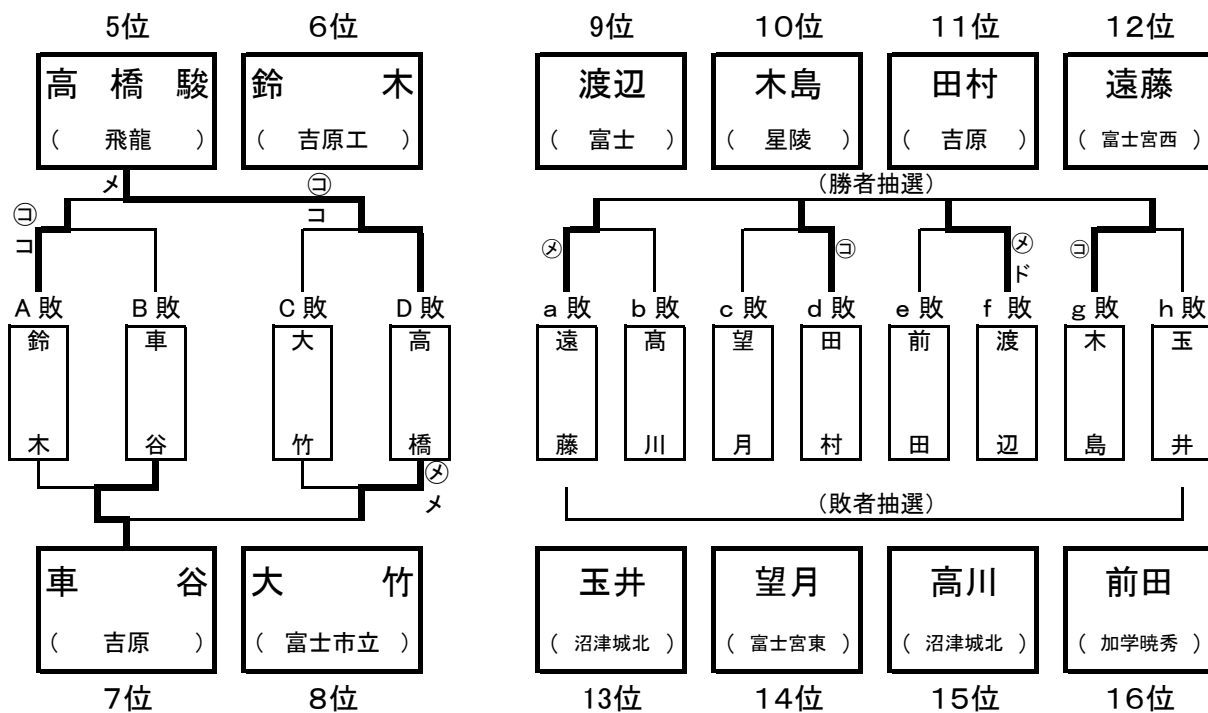 5位 6位 9位 10位 11位 12位
高橋駿 鈴木 渡辺 木島 田村 遠藤
（ 飛龍 ） （ 吉原工 ） （ 富士 ） （ 星陵 ） （ 吉原 ） （ 富士宮西 ）
メ ㋙ （勝者抽選）
㋙ コ
コ ㋱ ㋙ ㋱ ㋙
ド
A敗 B敗 C敗 D敗 a敗 b敗 c敗 d敗 e敗 f敗 g敗 h敗
鈴木 車谷 大竹 高橋 遠藤 髙川 望月 田村 前田 渡辺 木島 玉井
㋱
メ （敗者抽選）
車谷 大竹 玉井 望月 高川 前田
（ 吉原 ） （ 富士市立 ） （ 沼津城北 ） （ 富士宮東 ） （ 沼津城北 ） （ 加学暁秀 ）
7位 8位 13位 14位 15位 16位